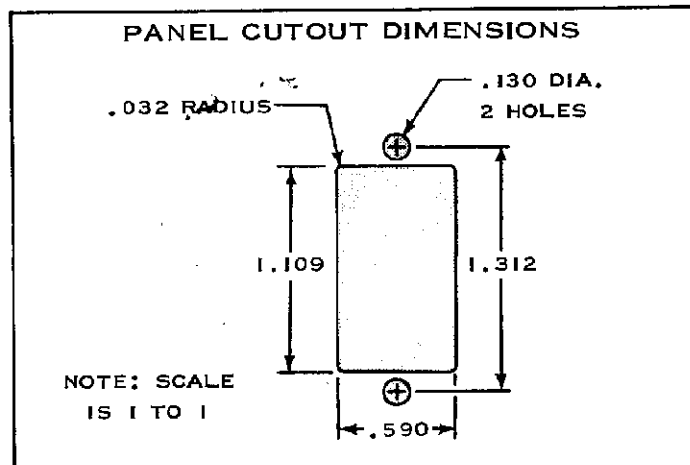 PANEL CUTOUT DIMENSIONS
.130 DIA.
2 HOLES
.032 RADIUS
1.109
1.312
NOTE: SCALE
IS 1 TO 1
.590